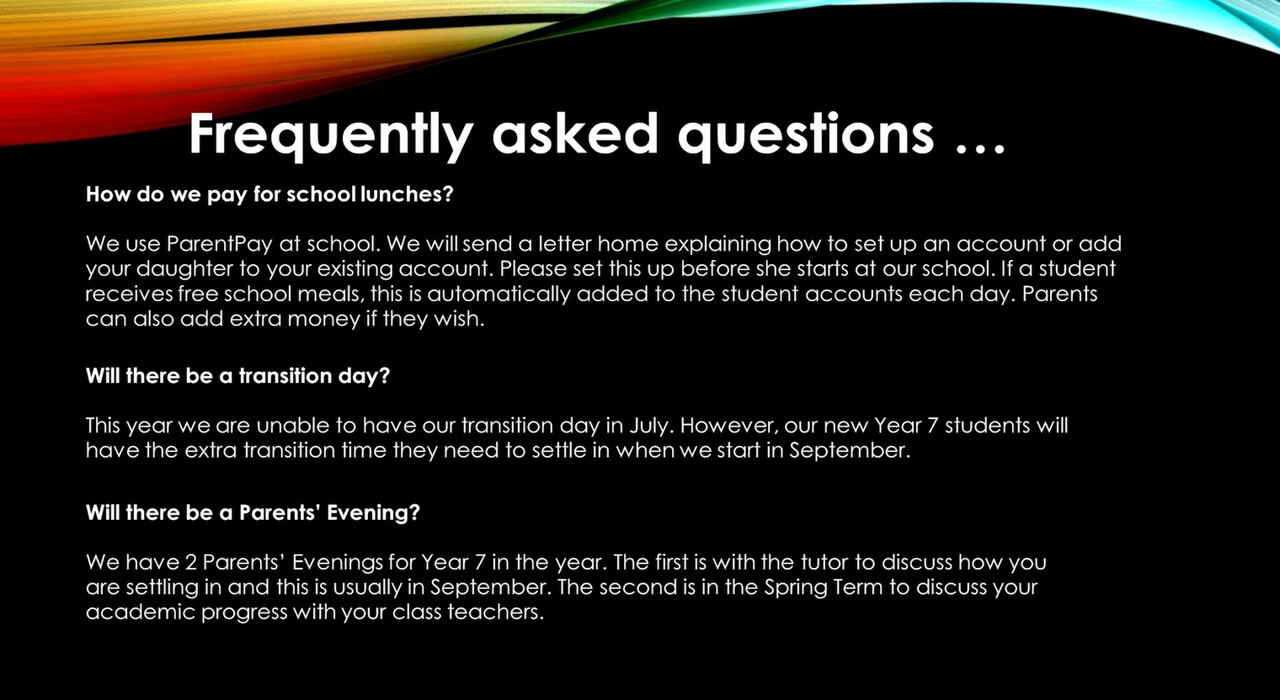 Frequently asked questions …
How do we pay for school lunches?
We use ParentPay at school. We will send a letter home explaining how to set up an account or add
your daughter to your existing account. Please set this up before she starts at our school. If a student
receives free school meals, this is automatically added to the student accounts each day. Parents
can also add extra money if they wish.
Will there be a transition day?
This year we are unable to have our transition day in July. However, our new Year 7 students will
have the extra transition time they need to settle in when we start in September.
Will there be a Parents’ Evening?
We have 2 Parents’ Evenings for Year 7 in the year. The first is with the tutor to discuss how you
are settling in and this is usually in September. The second is in the Spring Term to discuss your
academic progress with your class teachers.